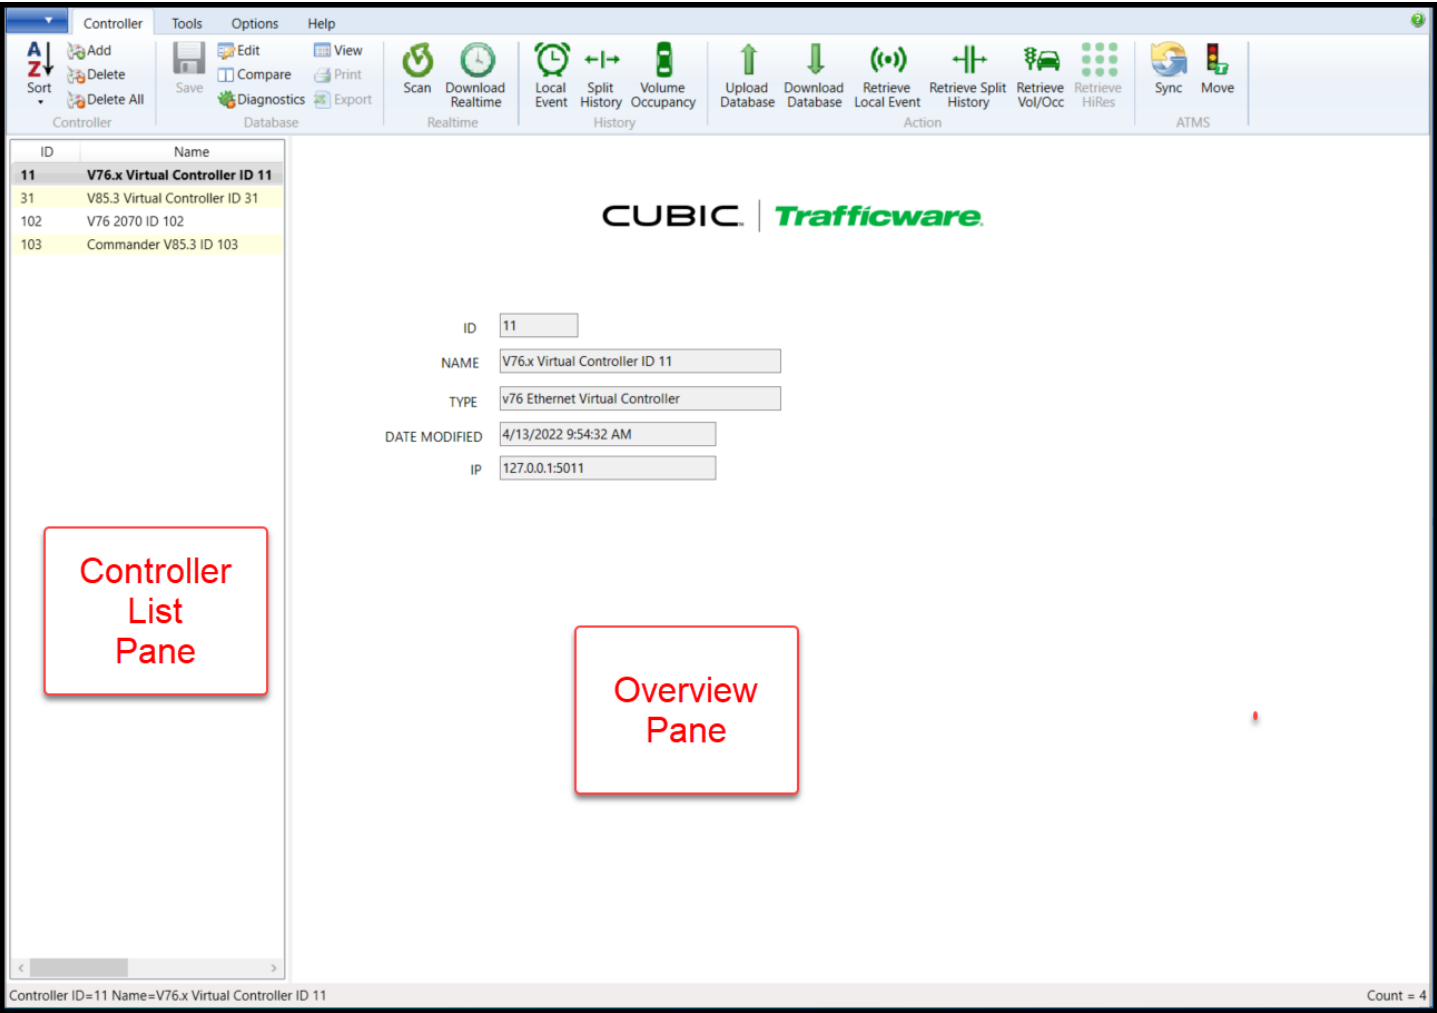 Controller Tools Options Help
Sort
Add
Delete
Delete All
Controller
Save
Edit
Compare
Diagnostics
View
Print
Export
Database
Scan
Download
Realtime
Realtime
Local
Event
Split
History
Volume
Occupancy
History
Upload
Database
Download
Database
Retrieve
Local Event
Retrieve Split
History
Retrieve
Vol/Occ
Retrieve
HiRes
Action
Sync
Move
ATMS
ID Name
11 V76.x Virtual Controller ID 11
31 V85.3 Virtual Controller ID 31
102 V76 2070 ID 102
103 Commander V85.3 ID 103
CUBIC™ | Trafficware®
ID 11
NAME V76.x Virtual Controller ID 11
TYPE v76 Ethernet Virtual Controller
DATE MODIFIED 4/13/2022 9:54:32 AM
IP 127.0.0.1:5011
Controller
List
Pane
Overview
Pane
Controller ID=11 Name=V76.x Virtual Controller ID 11
Count = 4